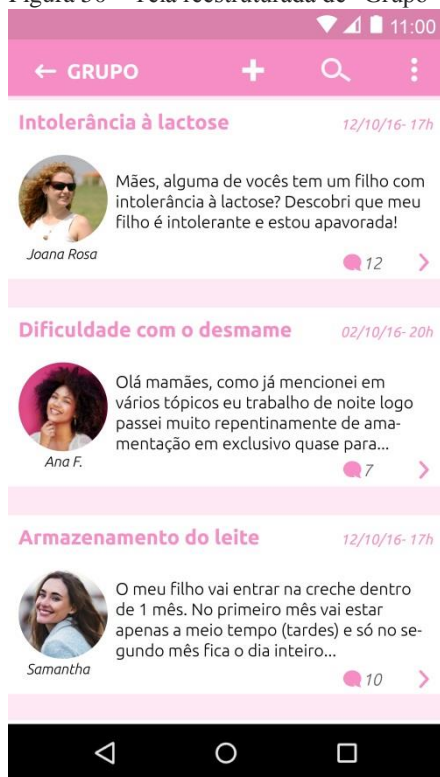 Figura 50 – Tela reestruturada de "Grupo"
11:00
GRUPO
Intolerância à lactose
12/10/16- 17h
Mães, alguma de vocês tem um filho com
intolerância à lactose? Descobri que meu
filho é intolerante e estou apavorada!
Joana Rosa
12
Dificuldade com o desmame
02/10/16- 20h
Olá mamães, como já mencionei em
vários tópicos eu trabalho de noite logo
passei muito repentinamente de ama-
mentação em exclusivo quase para...
Ana F.
7
Armazenamento do leite
12/10/16- 17h
O meu filho vai entrar na creche dentro
de 1 mês. No primeiro mês vai estar
apenas a meio tempo (tardes) e só no se-
gundo mês fica o dia inteiro...
Samantha
10